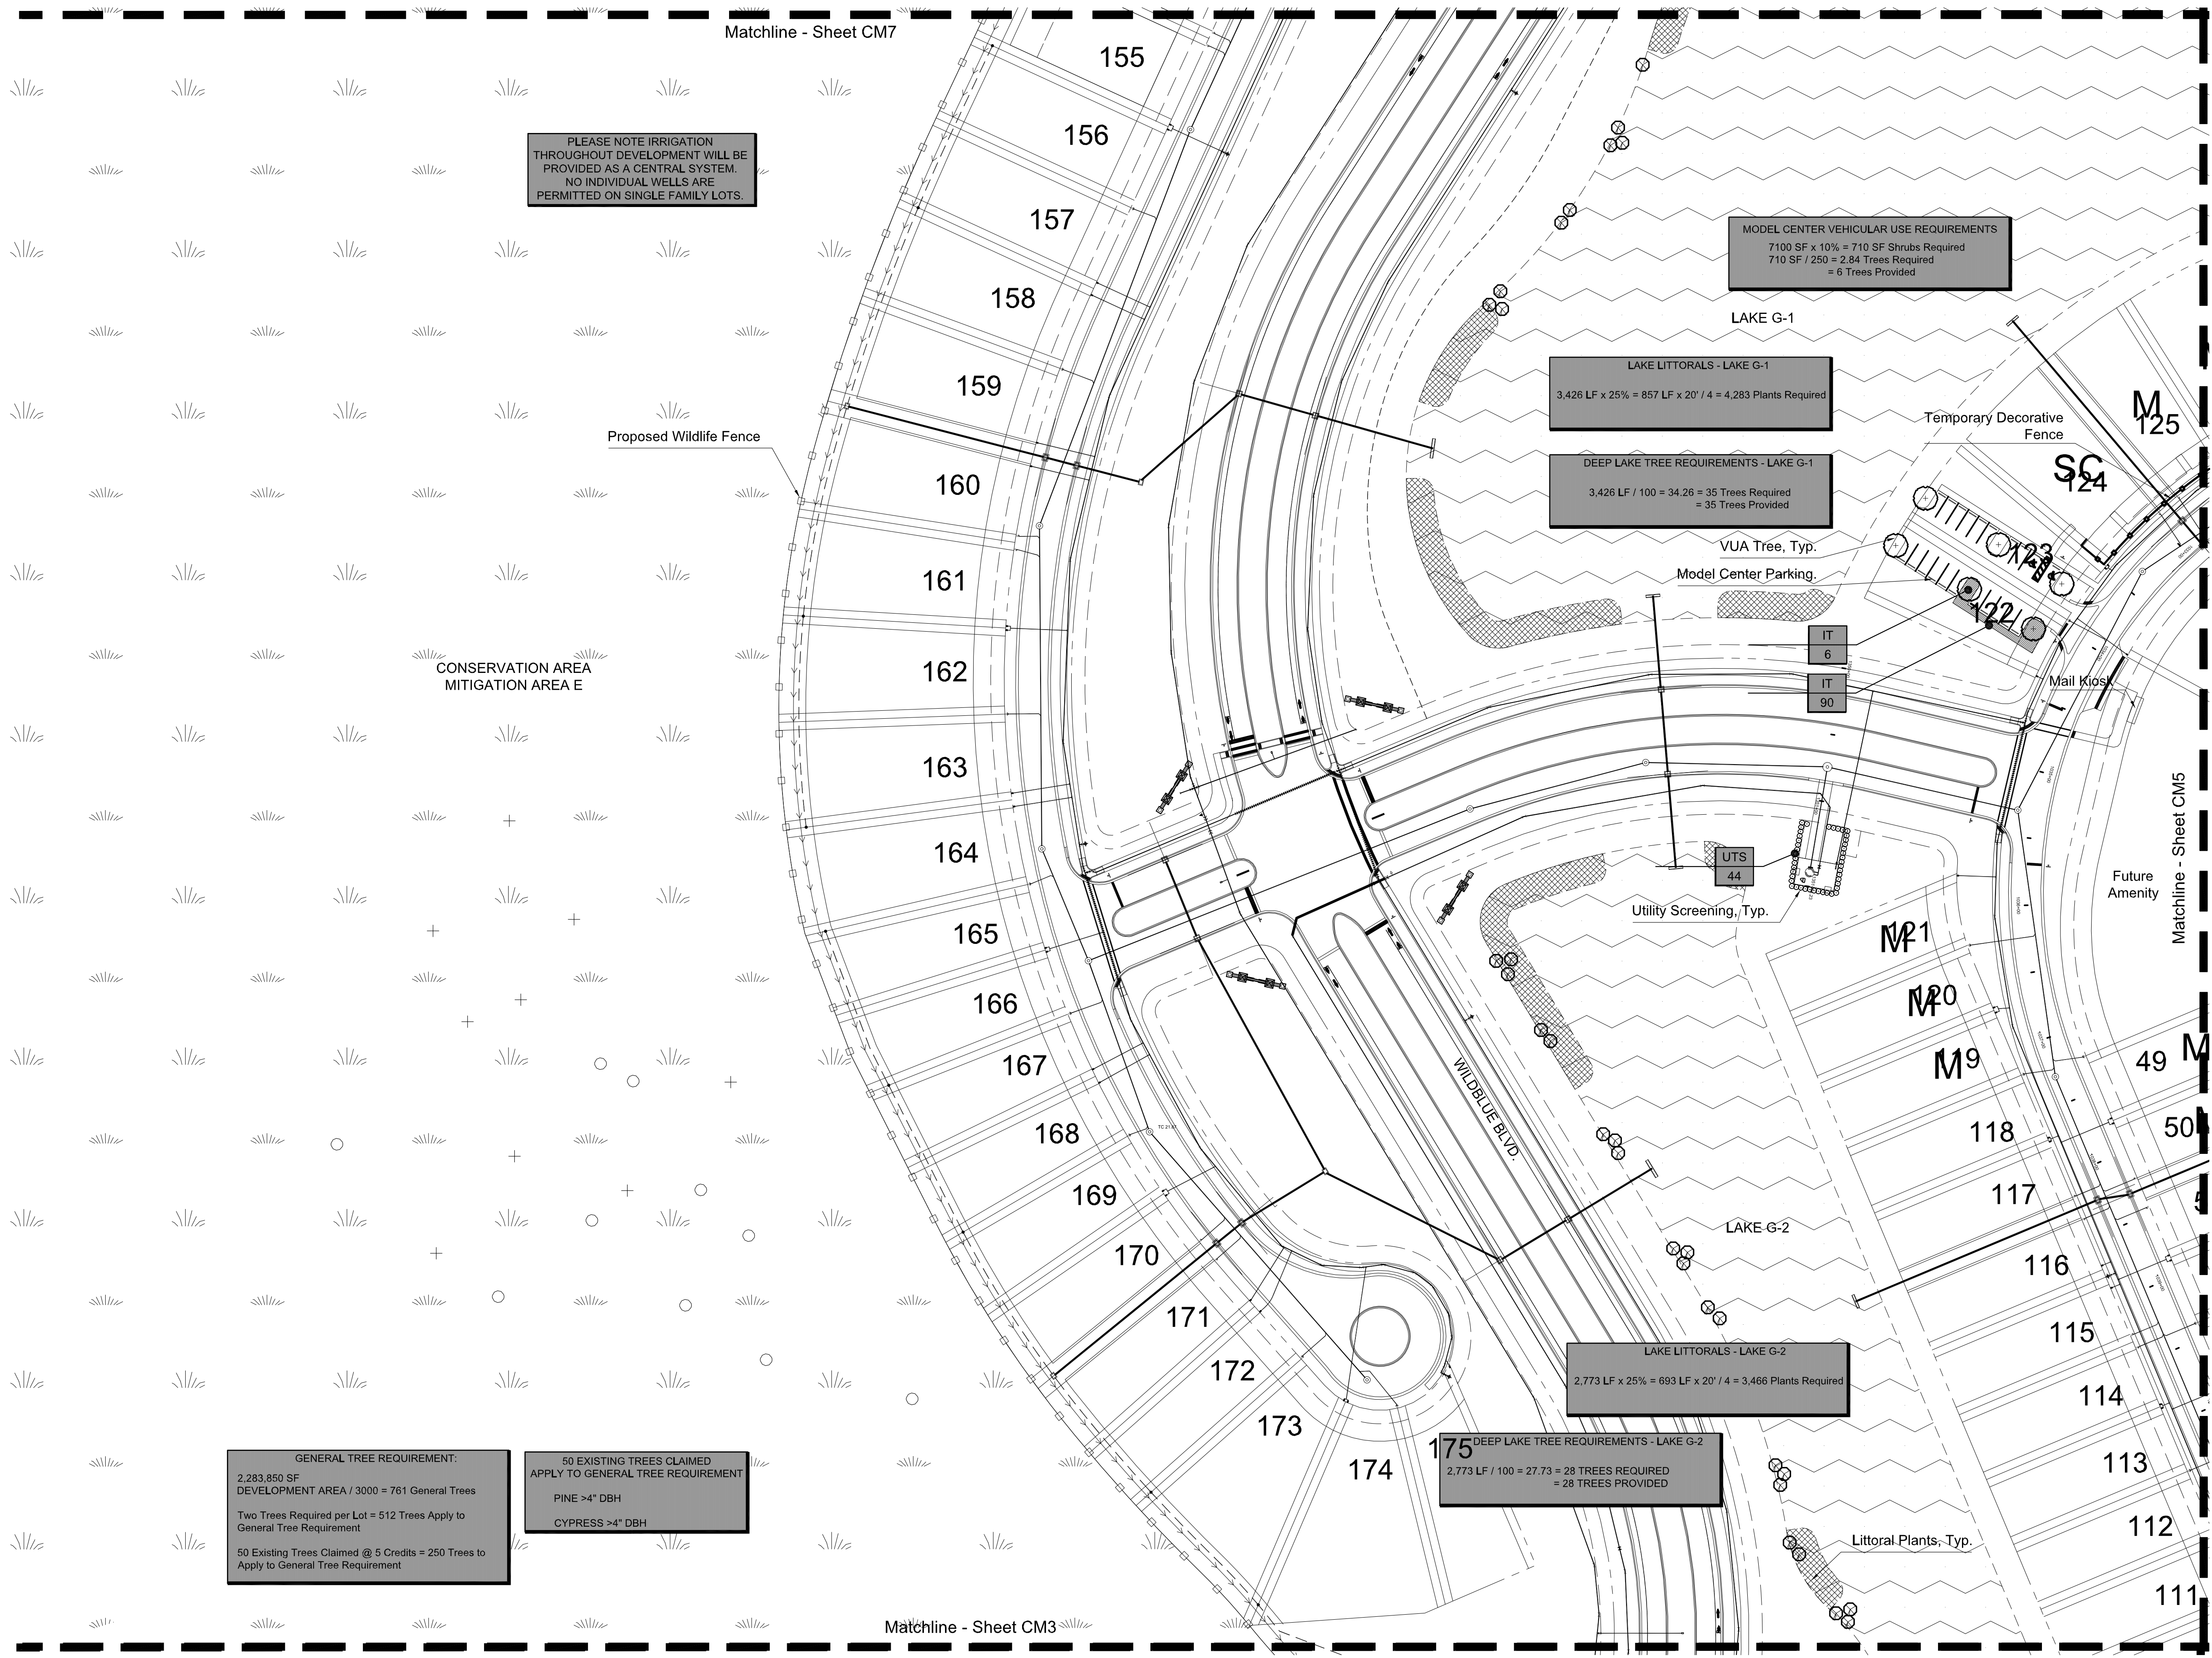 Matchline - Sheet CM7
155
156
PLEASE NOTE IRRIGATION
THROUGHOUT DEVELOPMENT WILL BE
PROVIDED AS A CENTRAL SYSTEM.
NO INDIVIDUAL WELLS ARE
PERMITTED ON SINGLE FAMILY LOTS.
157
158
159
160
161
162
163
164
165
166
167
168
169
170
171
172
173
174
175
MODEL CENTER VEHICULAR USE REQUIREMENTS
7100 SF x 10% = 710 SF Shrubs Required
710 SF / 250 = 2.84 Trees Required
= 6 Trees Provided
LAKE G-1
LAKE LITTORALS - LAKE G-1
3,426 LF x 25% = 857 LF x 20' / 4 = 4,283 Plants Required
DEEP LAKE TREE REQUIREMENTS - LAKE G-1
3,426 LF / 100 = 34.26 = 35 Trees Required
= 35 Trees Provided
M
125
Temporary Decorative
Fence
SC
124
VUA Tree, Typ.
123
Model Center Parking.
122
IT
6
IT
90
Mail Kiosk
Proposed Wildlife Fence
CONSERVATION AREA
MITIGATION AREA E
Matchline - Sheet CM5
UTS
44
Future
Amenity
Utility Screening, Typ.
M
121
M
120
M
119
49
M
50
118
117
116
115
114
113
112
111
WILDBLUE BLVD.
TC 21.97
LAKE G-2
LAKE LITTORALS - LAKE G-2
2,773 LF x 25% = 693 LF x 20' / 4 = 3,466 Plants Required
DEEP LAKE TREE REQUIREMENTS - LAKE G-2
2,773 LF / 100 = 27.73 = 28 TREES REQUIRED
= 28 TREES PROVIDED
Littoral Plants, Typ.
GENERAL TREE REQUIREMENT:
2,283,850 SF
DEVELOPMENT AREA / 3000 = 761 General Trees
Two Trees Required per Lot = 512 Trees Apply to
General Tree Requirement
50 Existing Trees Claimed @ 5 Credits = 250 Trees to
Apply to General Tree Requirement
50 EXISTING TREES CLAIMED
APPLY TO GENERAL TREE REQUIREMENT
PINE >4" DBH
CYPRESS >4" DBH
Matchline - Sheet CM3